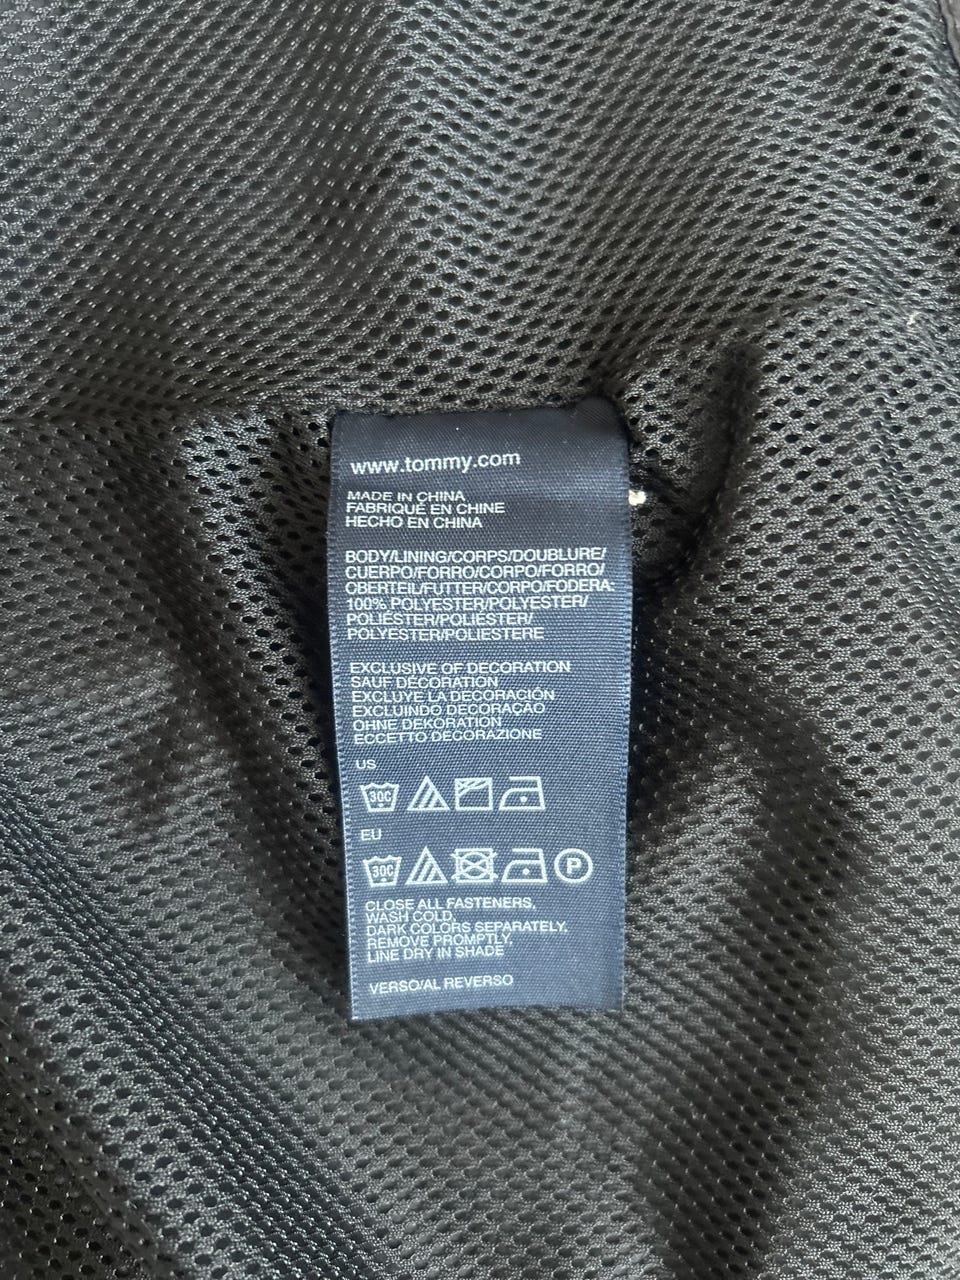 www.tommy.com
MADE IN CHINA
FABRIQUÉ EN CHINE
HECHO EN CHINA
BODY/LINING/CORPS/DOUBLURE/
CUERPO/FORRO/CORPO/FORRO/
OBERTEIL/FUTTER/CORPO/FODERA:
100% POLYESTER/POLYESTER/
POLIESTER/POLIESTER/
POLYESTER/POLIESTERE
EXCLUSIVE OF DECORATION
SAUF DÉCORATION
EXCLUYE LA DECORACIÓN
EXCLUINDO DECORAÇÃO
OHNE DEKORATION
ECCETTO DECORAZIONE
US
30C
EU
30C P
CLOSE ALL FASTENERS,
WASH COLD,
DARK COLORS SEPARATELY,
REMOVE PROMPTLY,
LINE DRY IN SHADE
VERSO/AL REVERSO